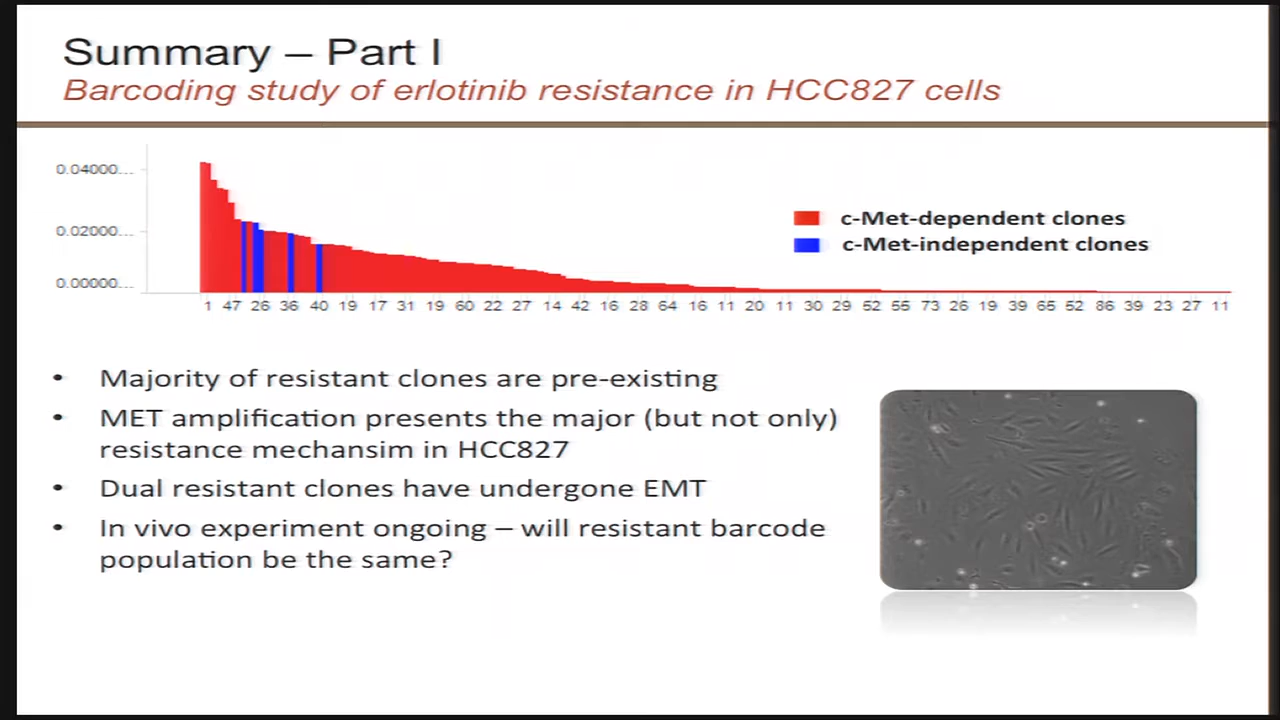 Summary – Part I
Barcoding study of erlotinib resistance in HCC827 cells
0.04000...
0.02000...
0.00000...
c-Met-dependent clones
c-Met-independent clones
1 47 26 36 40 19 17 31 19 60 22 27 14 42 16 28 64 16 11 20 11 30 29 52 55 73 26 19 39 65 52 86 39 23 27 11
• Majority of resistant clones are pre-existing
• MET amplification presents the major (but not only)
resistance mechansim in HCC827
• Dual resistant clones have undergone EMT
• In vivo experiment ongoing – will resistant barcode
population be the same?